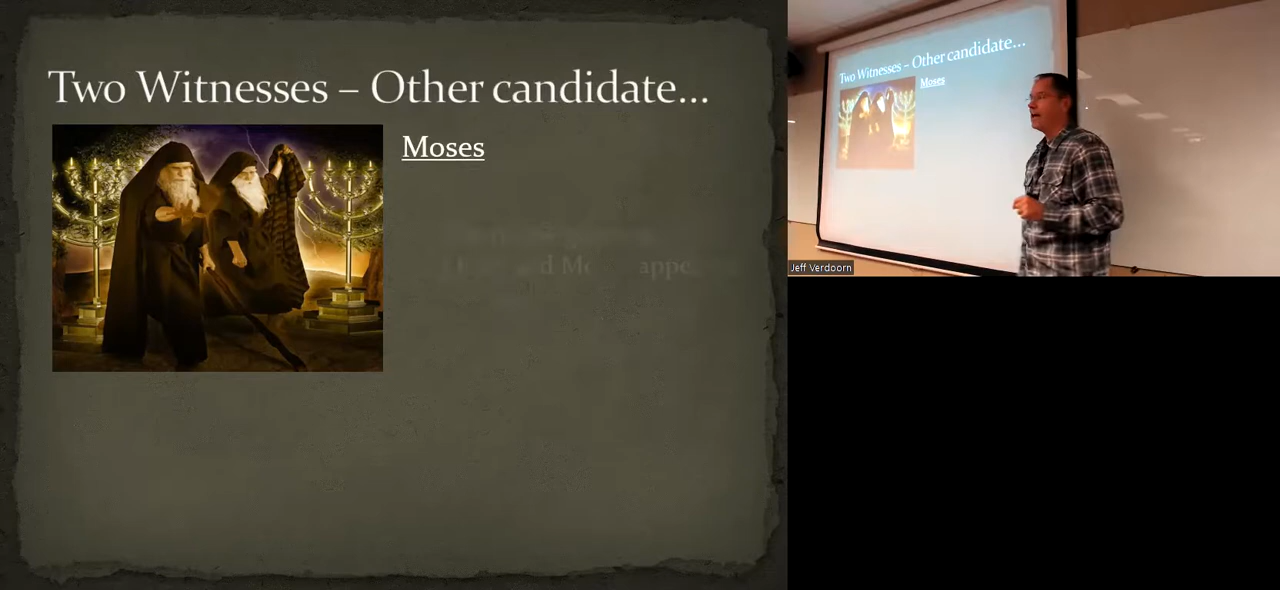 Two Witnesses – Other candidate...
Moses
Two Witnesses – Other candidate...
Moses
Jeff Verdoorn